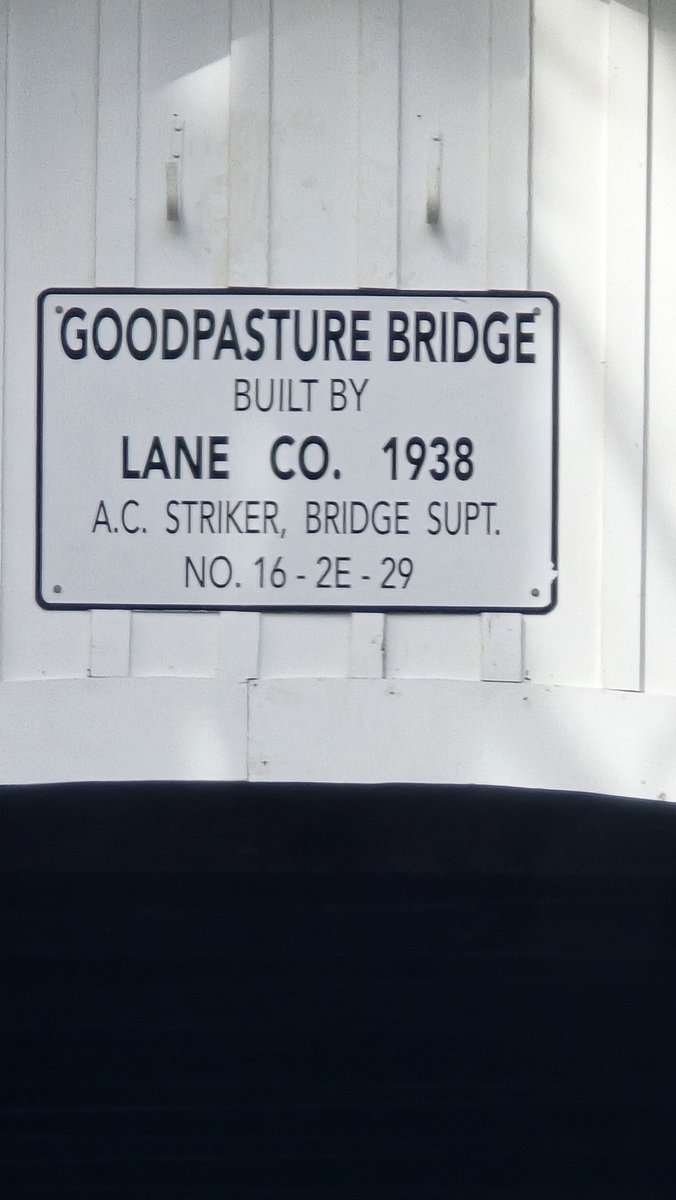 GOODPASTURE BRIDGE
BUILT BY
LANE CO. 1938
A.C. STRIKER, BRIDGE SUPT.
NO. 16 - 2E - 29